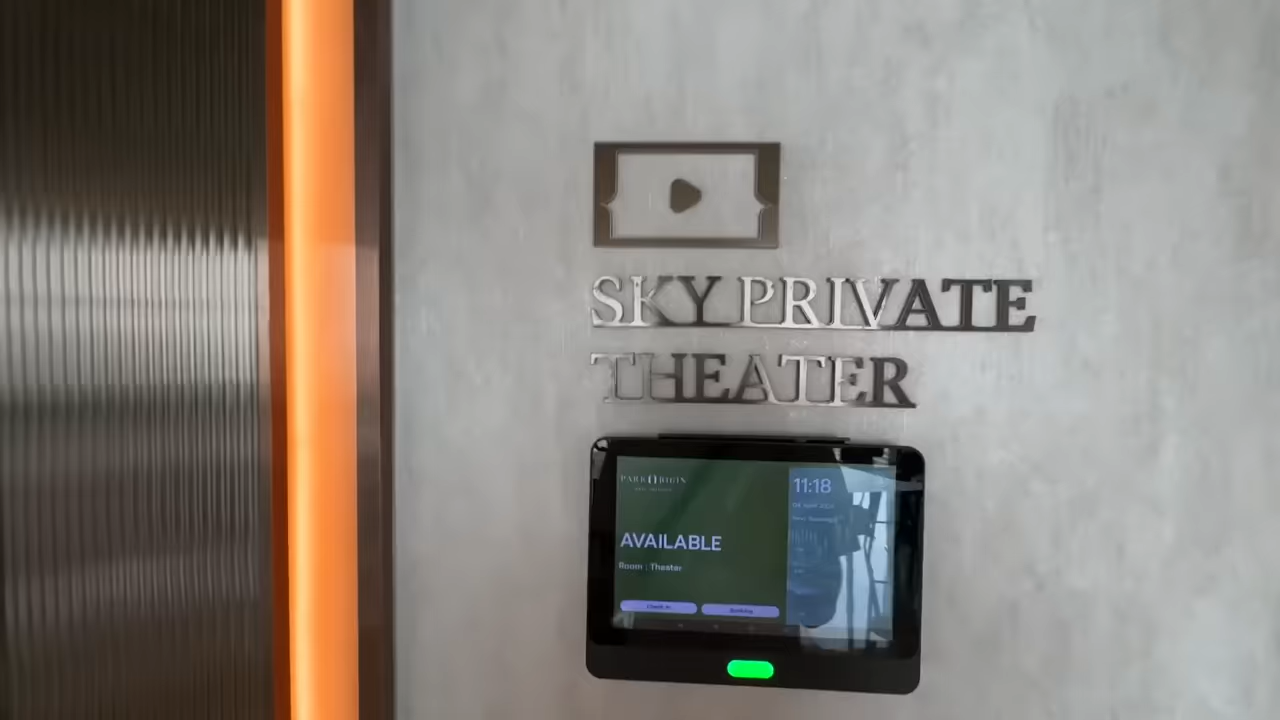 SKY PRIVATE
THEATER
PARK ORIGIN
11:18
AVAILABLE
Room : Theater
Check In
Booking